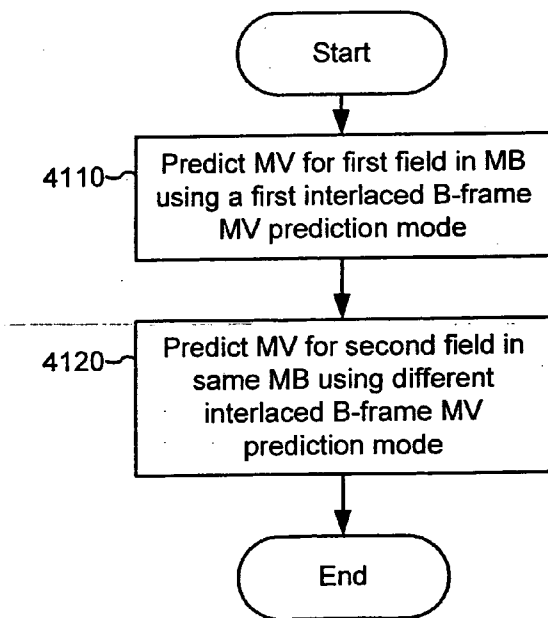 Start
4110
Predict MV for first field in MB
using a first interlaced B-frame
MV prediction mode
4120
Predict MV for second field in
same MB using different
interlaced B-frame MV
prediction mode
End